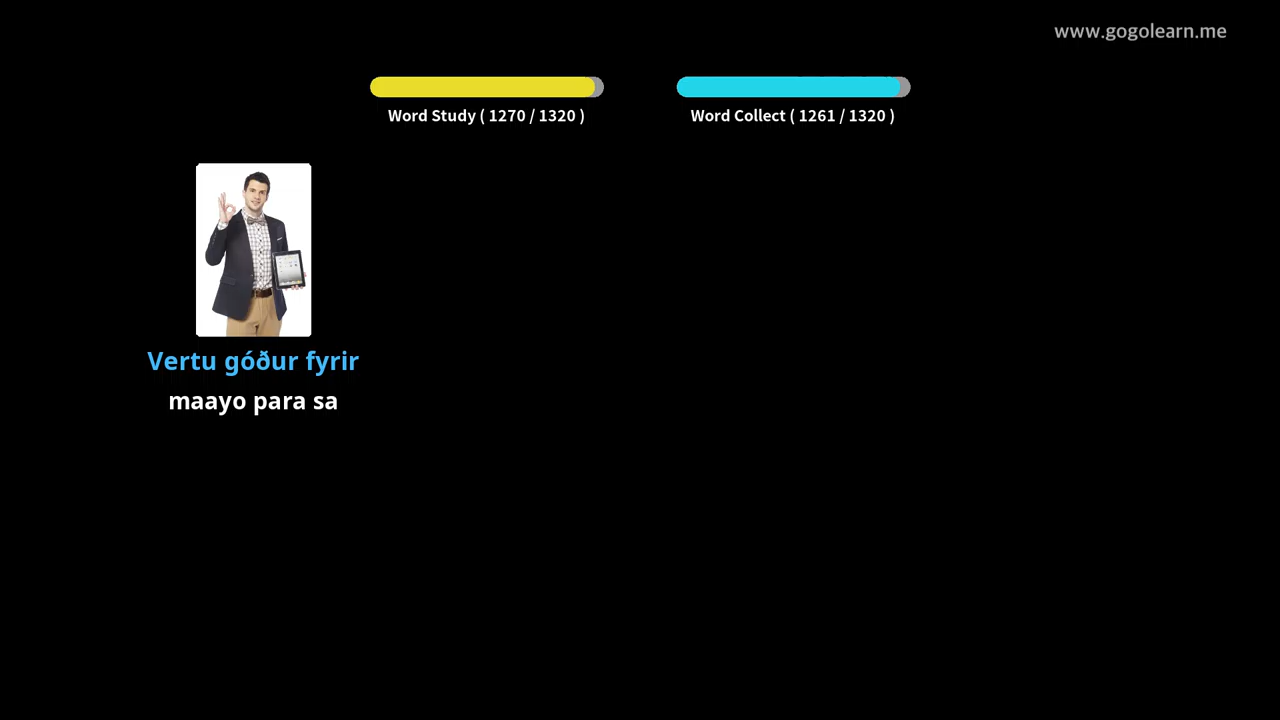 www.gogolearn.me
Word Study ( 1270 / 1320 )
Word Collect ( 1261 / 1320 )
Vertu góður fyrir
maayo para sa